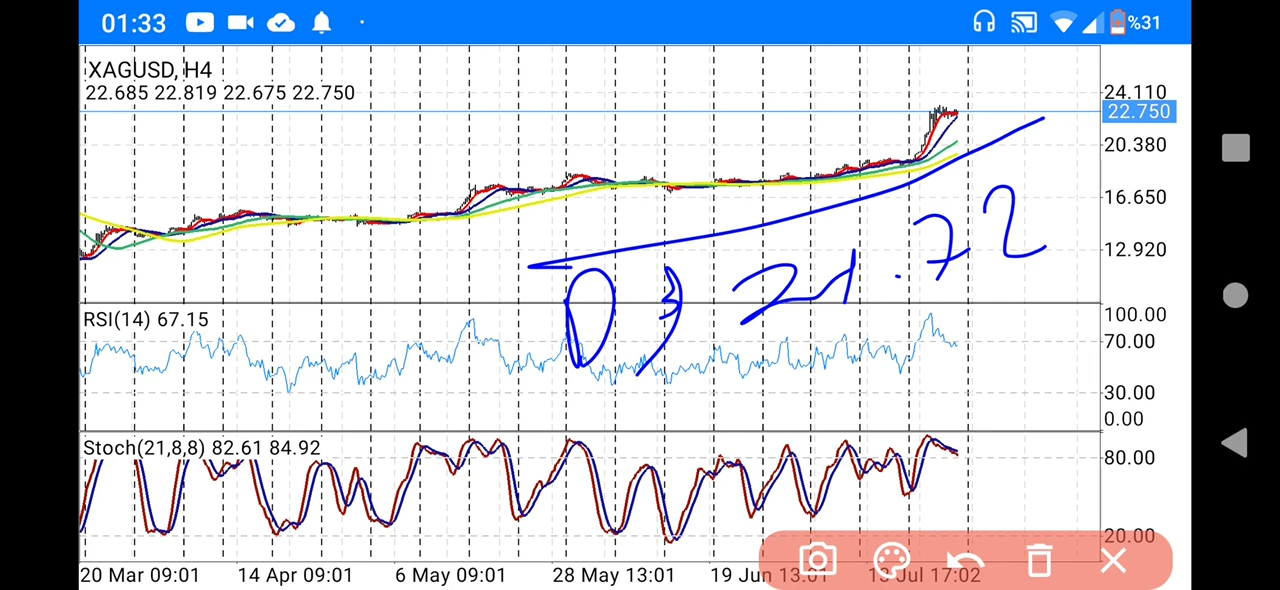 01:33 %31
XAGUSD, H4
22.685 22.819 22.675 22.750
24.110
22.750
20.380
16.650
12.920
21.72
RSI(14) 67.15
100.00
70.00
30.00
0.00
Stoch(21,8,8) 82.61 84.92
80.00
20.00
20 Mar 09:01 14 Apr 09:01 6 May 09:01 28 May 13:01 19 Jun 13:01 13 Jul 17:02